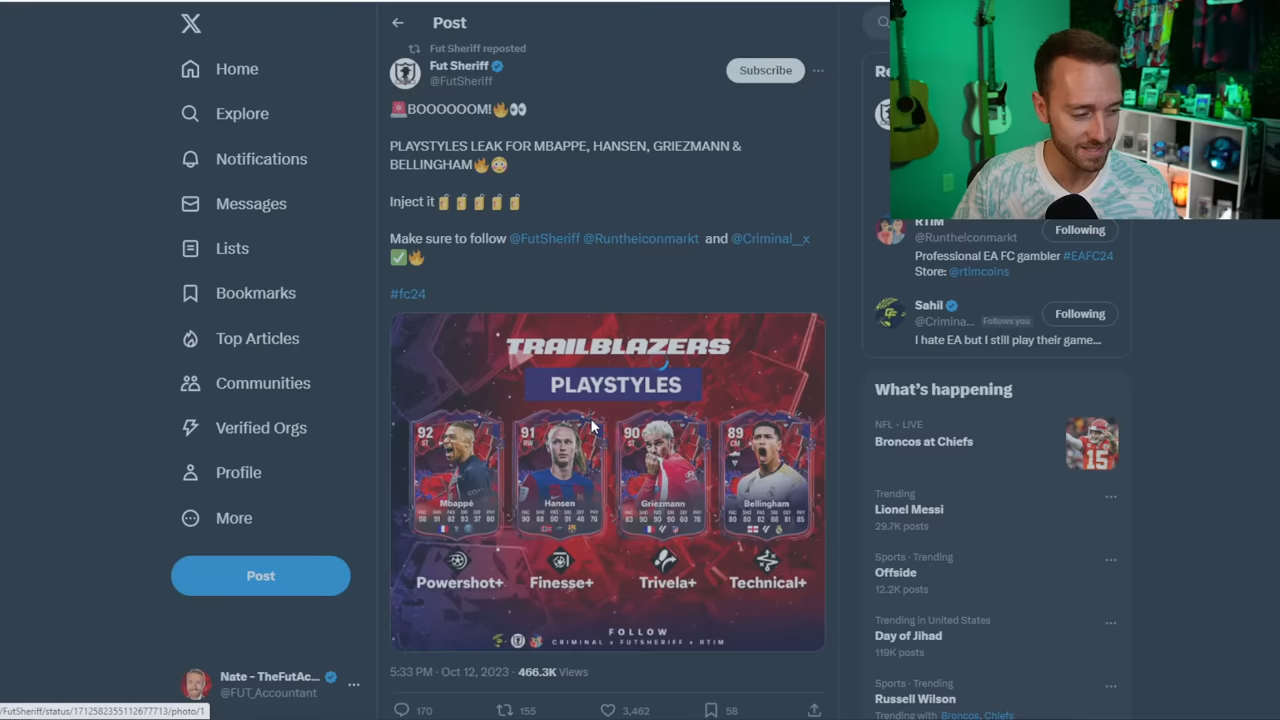 Home
Explore
Notifications
Messages
Lists
Bookmarks
Top Articles
Communities
Verified Orgs
Profile
More
Post
Nate - TheFutAc...
@FUT_Accountant
/FutSheriff/status/1712582355112677713/photo/1
Post
Fut Sheriff reposted
Fut Sheriff
@FutSheriff
Subscribe
🚨BOOOOOM!🔥👀
PLAYSTYLES LEAK FOR MBAPPE, HANSEN, GRIEZMANN &
BELLINGHAM🔥😳
Inject it
Make sure to follow @FutSheriff @Runtheiconmarkt and @Criminal__x
✅🔥
#fc24
TRAILBLAZERS
PLAYSTYLES
92 91 90 89
ST RW ST CM
Mbappé Hansen Griezmann Bellingham
Powershot+ Finesse+ Trivela+ Technical+
FOLLOW
CRIMINAL x FUTSHERIFF x RTIM
5:33 PM · Oct 12, 2023 · 466.3K Views
170 155 3,462 58
Re
RTIM
@Runtheiconmarkt
Following
Professional EA FC gambler #EAFC24
Store: @rtimcoins
Sahil
@Crimina... Follows you
Following
I hate EA but I still play their game...
What's happening
NFL · LIVE
Broncos at Chiefs
Trending
Lionel Messi
29.7K posts
Sports · Trending
Offside
12.2K posts
Trending in United States
Day of Jihad
119K posts
Sports · Trending
Russell Wilson
Trending with Broncos, Chiefs